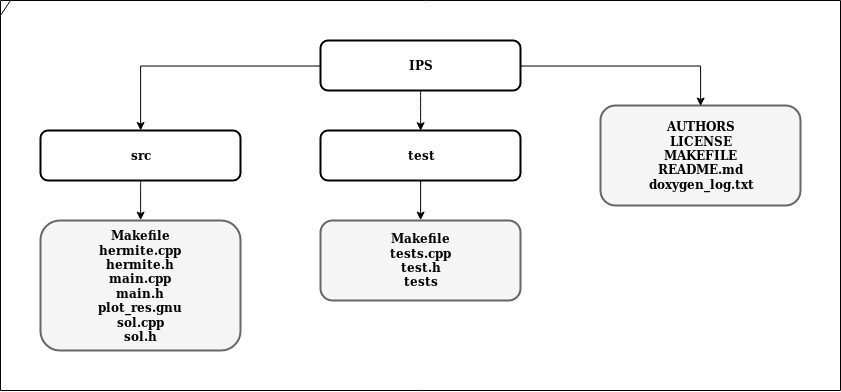 IPS
src
test
AUTHORS
LICENSE
MAKEFILE
README.md
doxygen_log.txt
Makefile
hermite.cpp
hermite.h
main.cpp
main.h
plot_res.gnu
sol.cpp
sol.h
Makefile
tests.cpp
test.h
tests